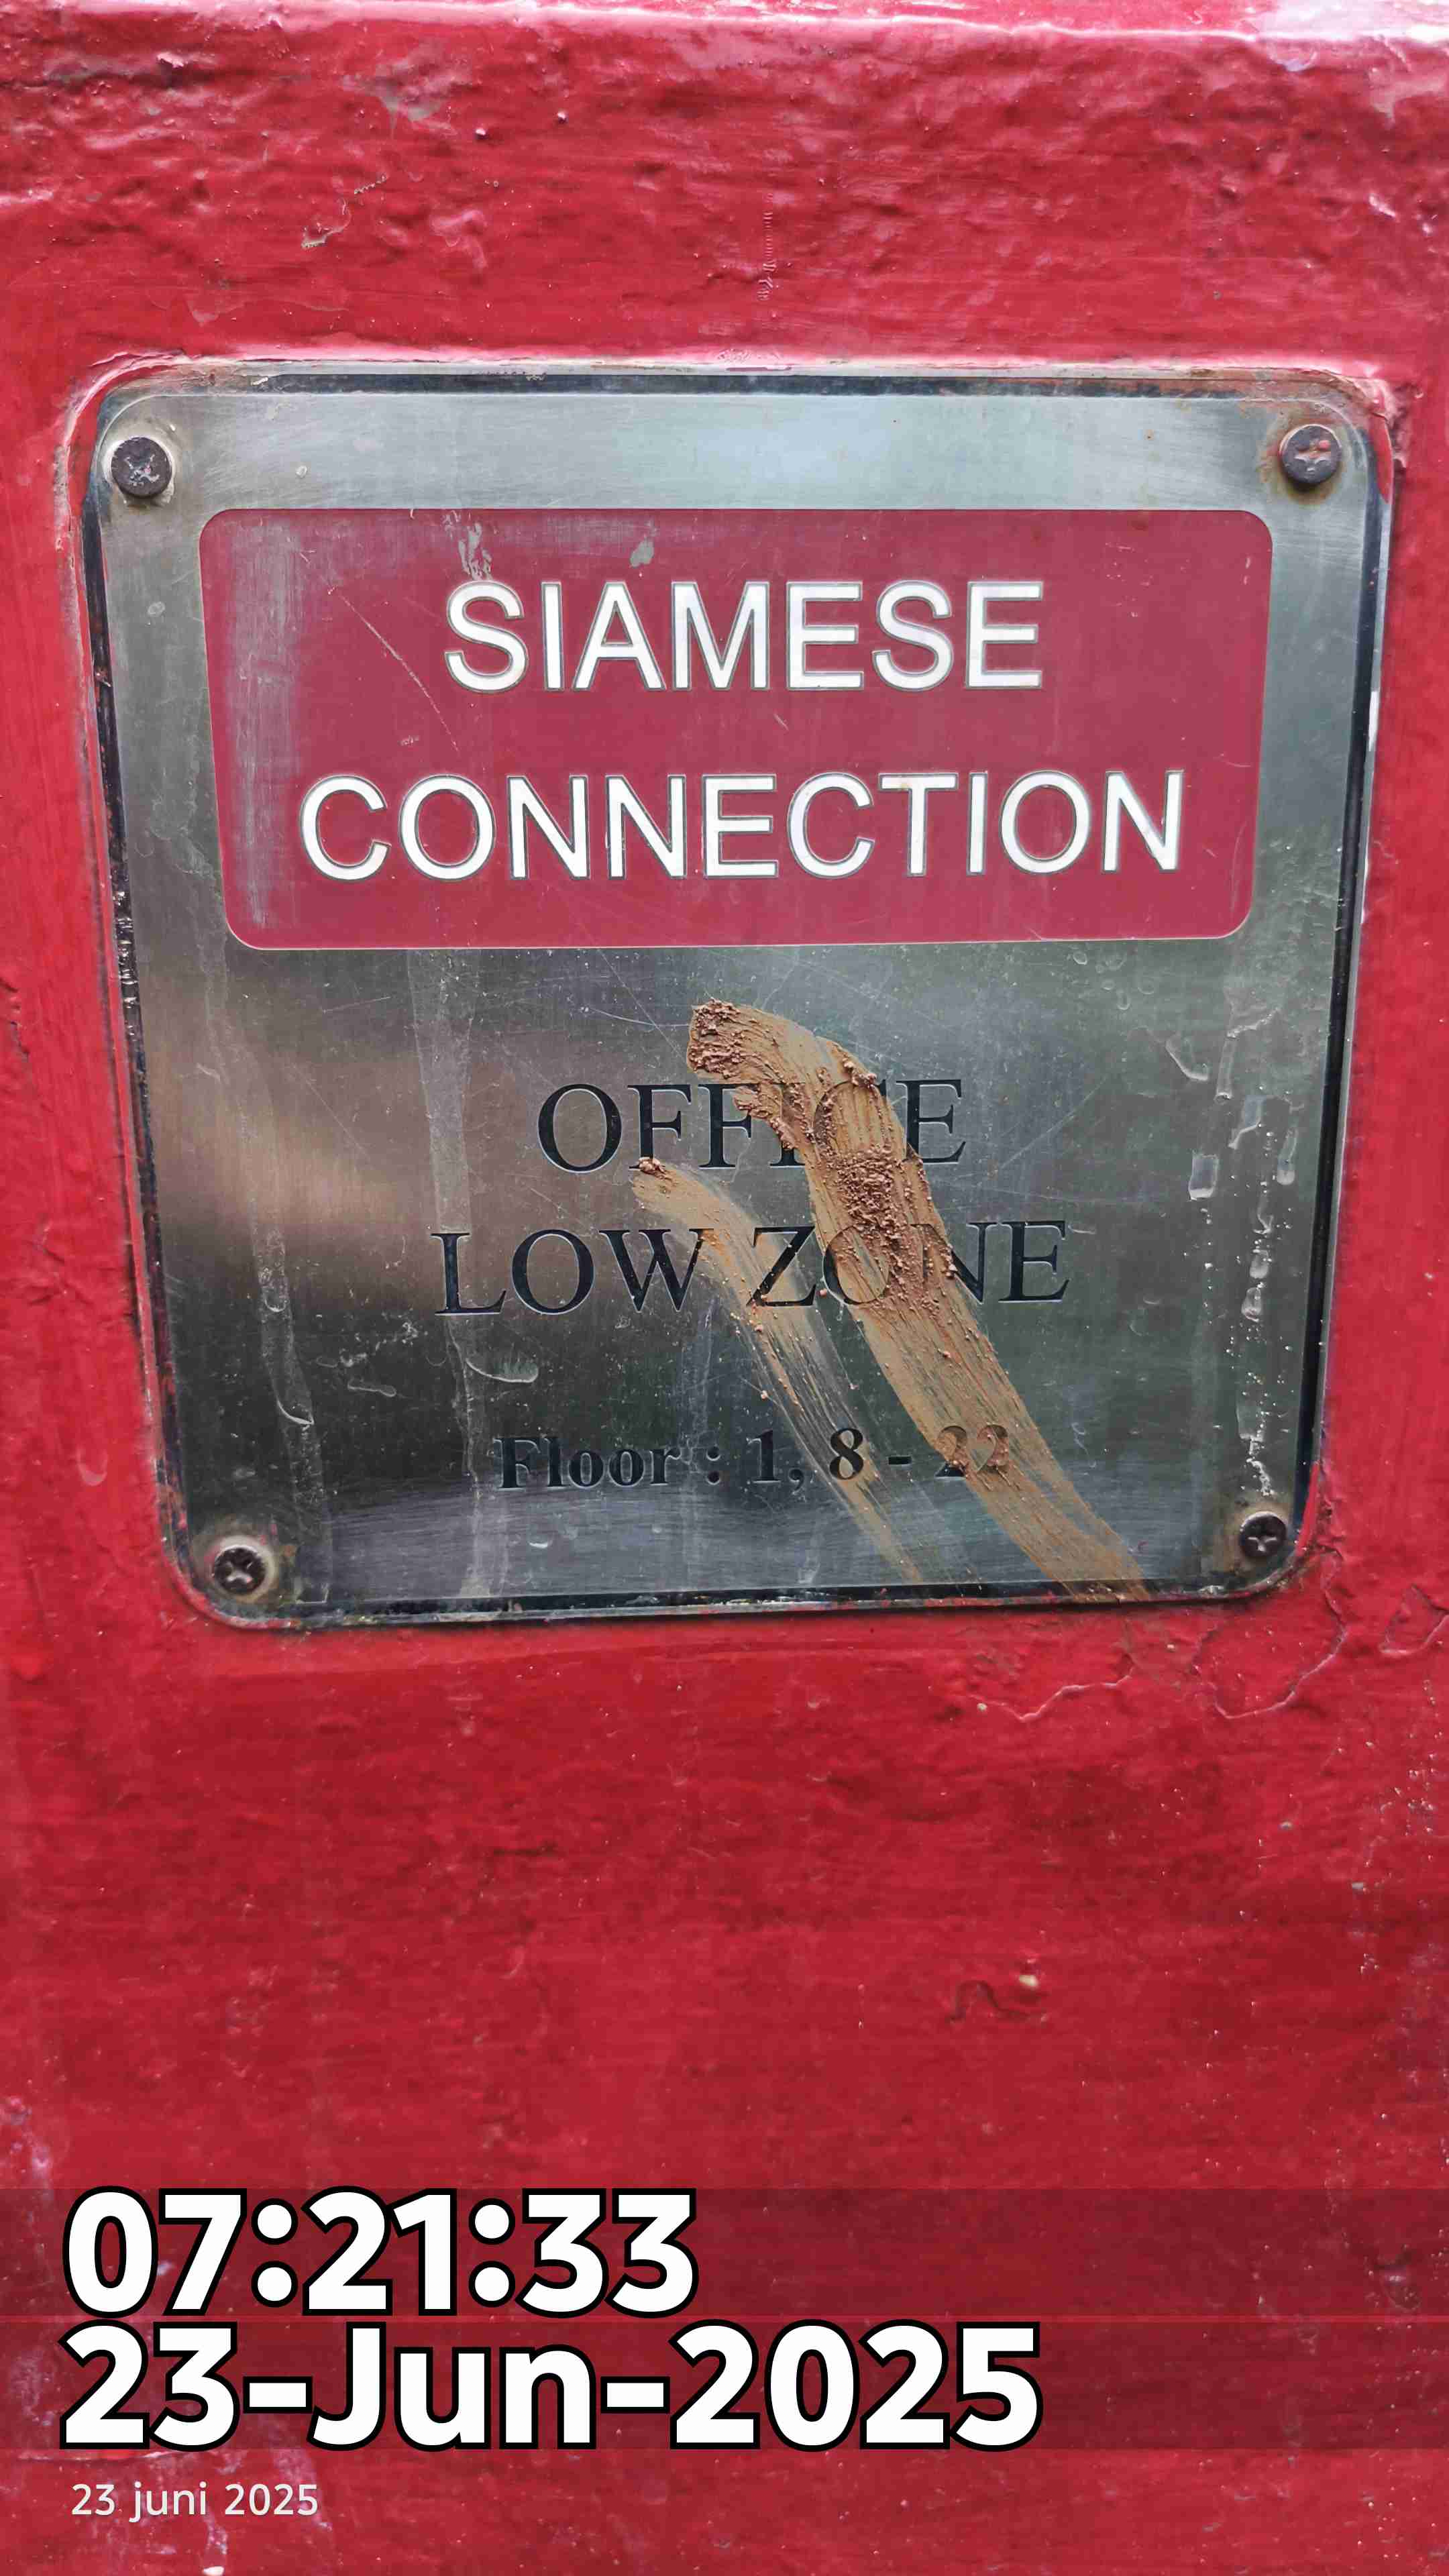 SIAMESE
CONNECTION
OFFICE
LOW ZONE
Floor : 1, 8 - 22
07:21:33
23-Jun-2025
23 juni 2025